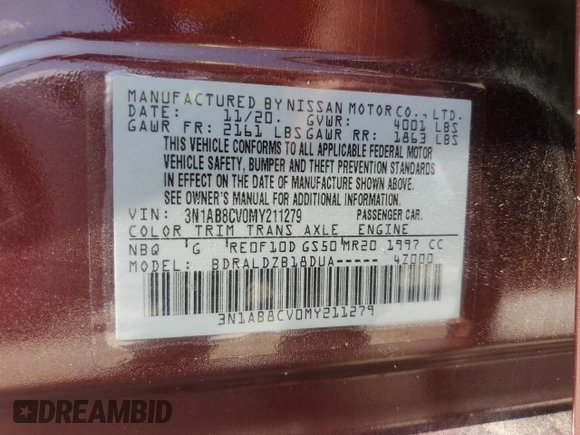 MANUFACTURED BY NISSAN MOTOR CO., LTD.
DATE: 11/20. GVWR: 4001 LBS
GAWR FR: 2161 LBS GAWR RR: 1863 LBS
THIS VEHICLE CONFORMS TO ALL APPLICABLE FEDERAL MOTOR
VEHICLE SAFETY, BUMPER AND THEFT PREVENTION STANDARDS
IN EFFECT ON THE DATE OF MANUFACTURE SHOWN ABOVE.
SEE OWNER'S MANUAL FOR ADDITIONAL INFORMATION.
VIN: 3N1AB8CV0MY211279 PASSENGER CAR.
COLOR TRIM TRANS AXLE ENGINE
NBQ G RE0F10D GS50 MR20 1997 CC
MODEL: BDRALDZB18DUA----- 47000
3N1AB8CV0MY211279
DREAMBID